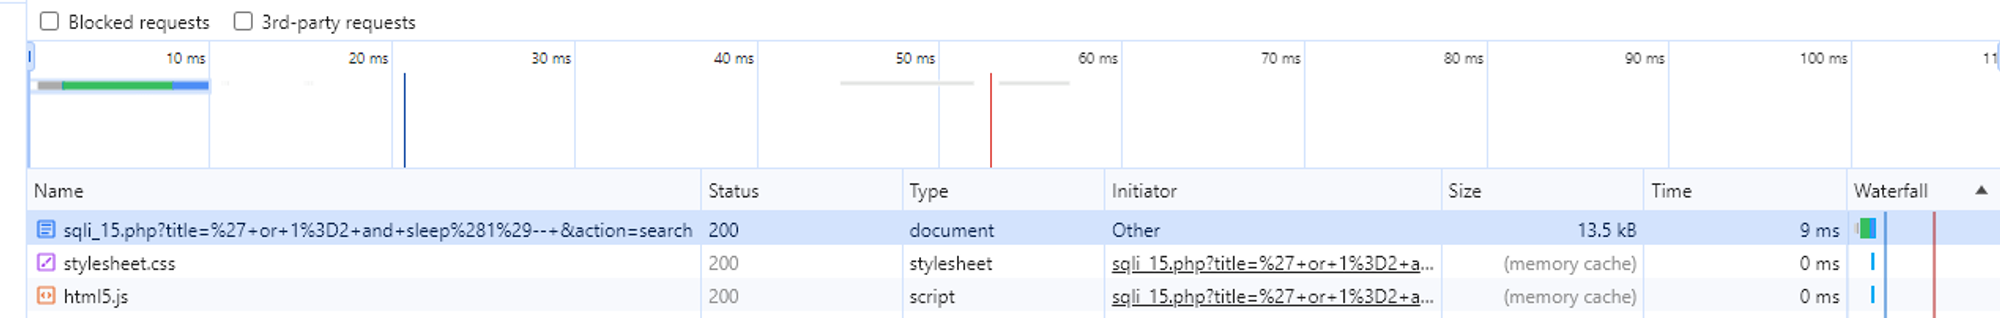 Blocked requests 3rd-party requests
10 ms 20 ms 30 ms 40 ms 50 ms 60 ms 70 ms 80 ms 90 ms 100 ms 11
Name Status Type Initiator Size Time Waterfall
sqli_15.php?title=%27+or+1%3D2+and+sleep%281%29--+&action=search 200 document Other 13.5 kB 9 ms
stylesheet.css 200 stylesheet sqli_15.php?title=%27+or+1%3D2+a... (memory cache) 0 ms
html5.js 200 script sqli_15.php?title=%27+or+1%3D2+a... (memory cache) 0 ms